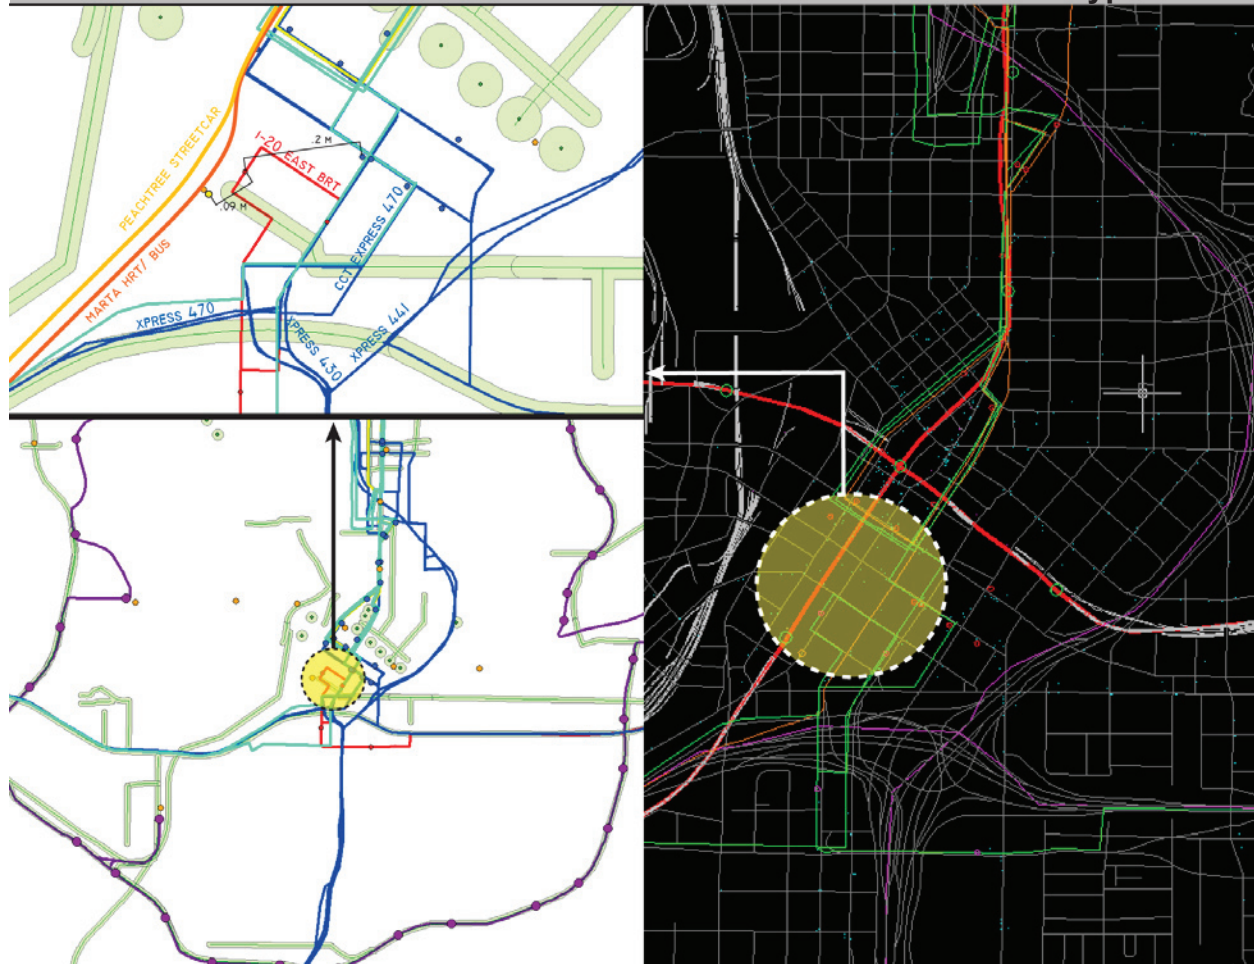 PEACHTREE STREETCAR
MARTA HRT/ BUS
I-20 EAST BRT
.2 M
.09 M
CCT EXPRESS 470
XPRESS 470
XPRESS 430
XPRESS 441